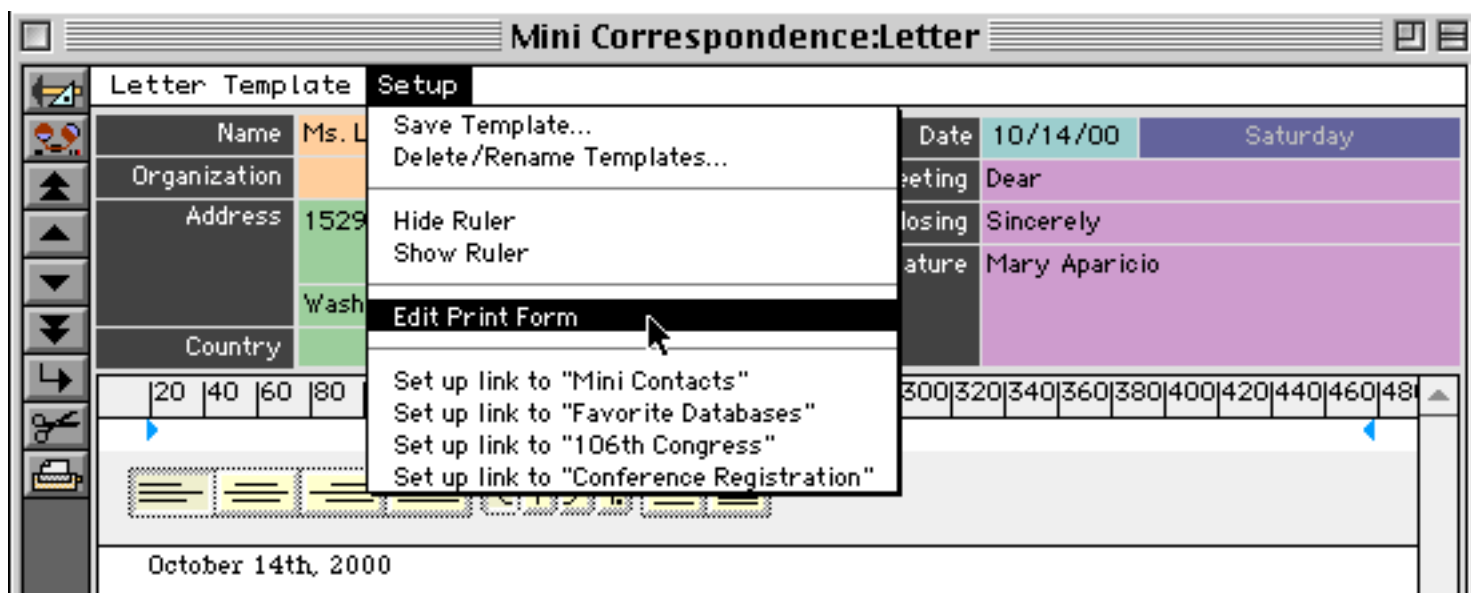 Mini Correspondence:Letter
Letter Template Setup
Save Template...
Delete/Rename Templates...
Hide Ruler
Show Ruler
Edit Print Form
Set up link to "Mini Contacts"
Set up link to "Favorite Databases"
Set up link to "106th Congress"
Set up link to "Conference Registration"
Name Ms. L
Organization
Address 1529
Wash
Country
Date 10/14/00 Saturday
eeting Dear
losing Sincerely
ature Mary Aparicio
|20 |40 |60 |80 300|320|340|360|380|400|420|440|460|48
October 14th, 2000